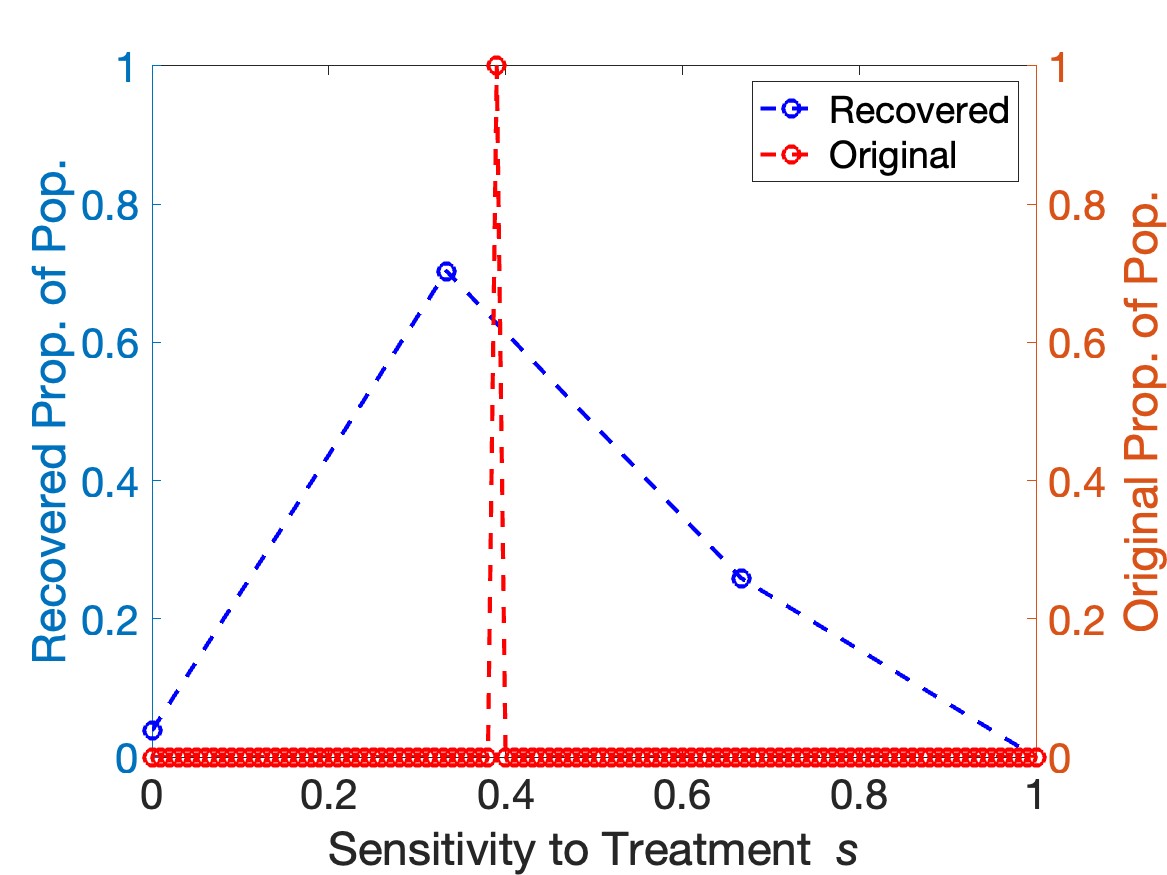 Recovered Prop. of Pop.
1
0.8
0.6
0.4
0.2
0
Recovered
Original
1
0.8
0.6
0.4
0.2
0
Original Prop. of Pop.
0 0.2 0.4 0.6 0.8 1
Sensitivity to Treatment s